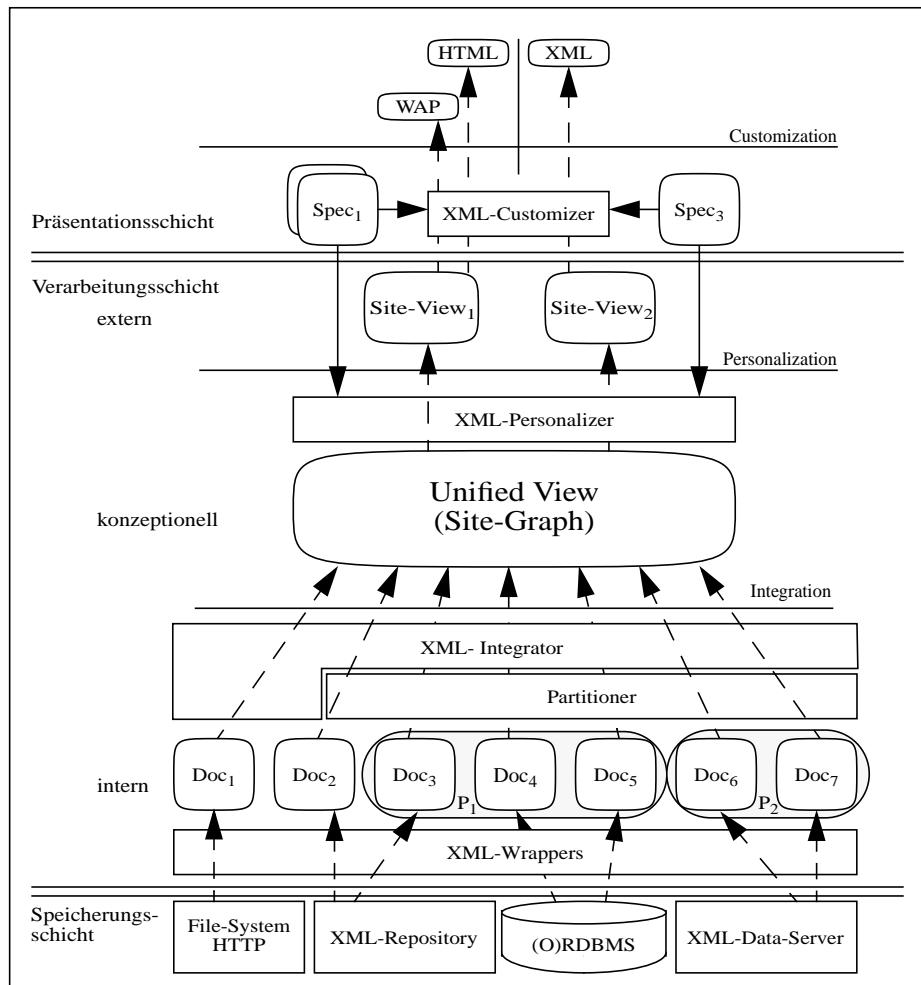 HTML
XML
WAP
Customization
Spec1
XML-Customizer
Spec3
Präsentationsschicht
Verarbeitungsschicht
extern
Site-View1
Site-View2
Personalization
XML-Personalizer
Unified View
(Site-Graph)
konzeptionell
Integration
XML- Integrator
Partitioner
intern
Doc1
Doc2
Doc3
Doc4
Doc5
Doc6
Doc7
P1
P2
XML-Wrappers
Speicherungs-
schicht
File-System
HTTP
XML-Repository
(O)RDBMS
XML-Data-Server